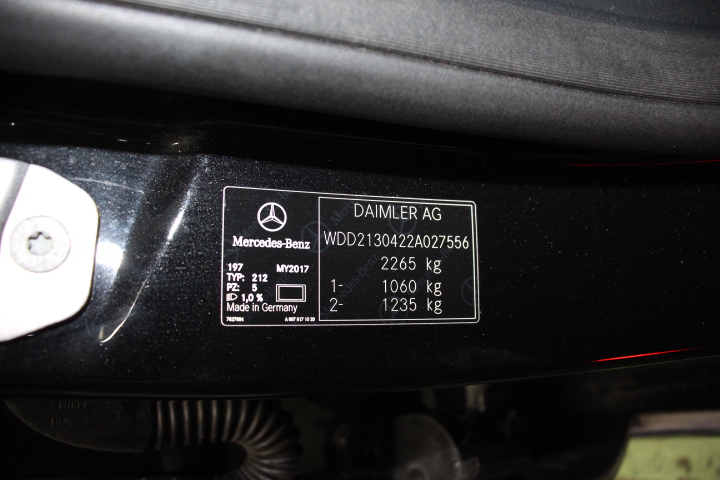 Mercedes-Benz
197 MY2017
TYP: 212
PZ: 5
1,0 %
Made in Germany
DAIMLER AG
WDD2130422A027556
2265 kg
1- 1060 kg
2- 1235 kg